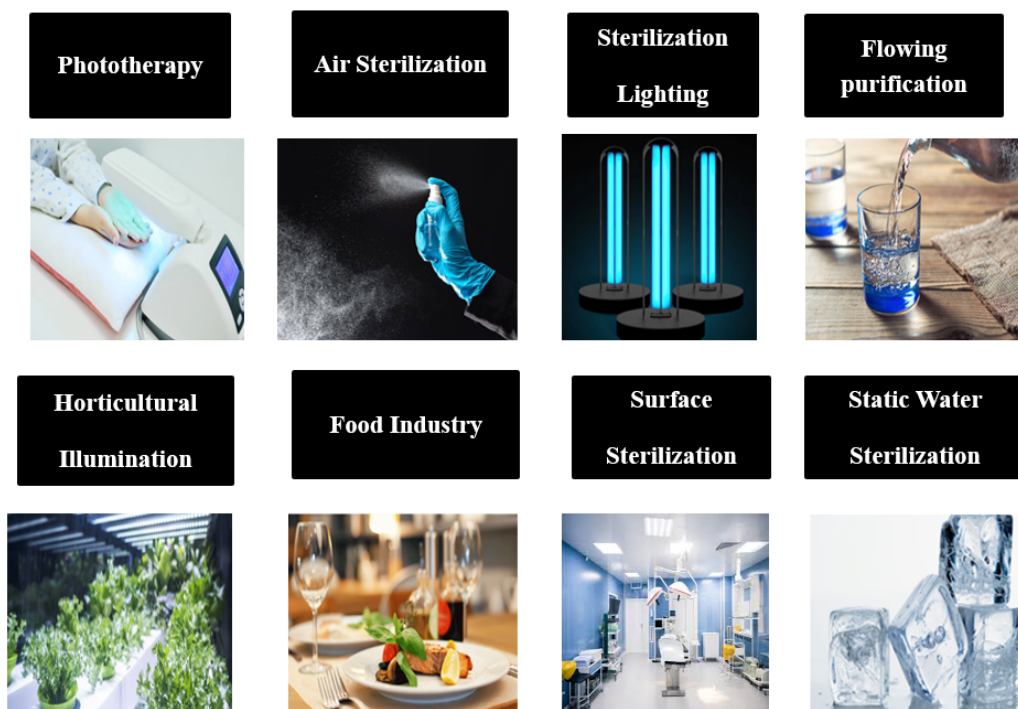 Phototherapy
Air Sterilization
Sterilization
Lighting
Flowing
purification
Horticultural
Illumination
Food Industry
Surface
Sterilization
Static Water
Sterilization